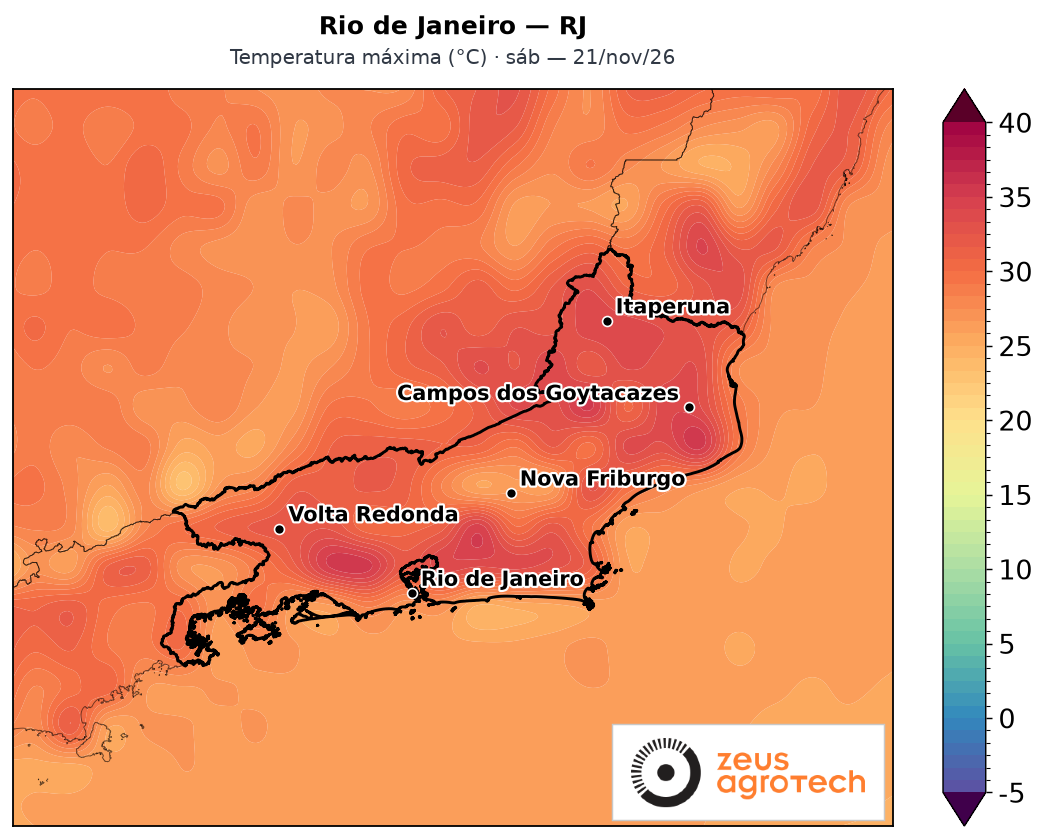 Rio de Janeiro — RJ
Temperatura máxima (°C) · sáb — 21/nov/26
40
35
30
25
20
15
10
5
0
-5
Itaperuna
Campos dos Goytacazes
Nova Friburgo
Volta Redonda
Rio de Janeiro
zeus
agrotech